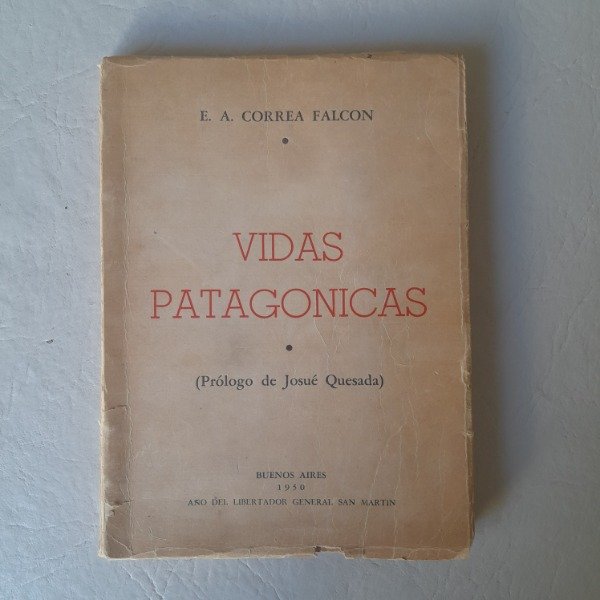 E. A. CORREA FALCON
VIDAS
PATAGONICAS
(Prólogo de Josué Quesada)
BUENOS AIRES
1950
AÑO DEL LIBERTADOR GENERAL SAN MARTIN